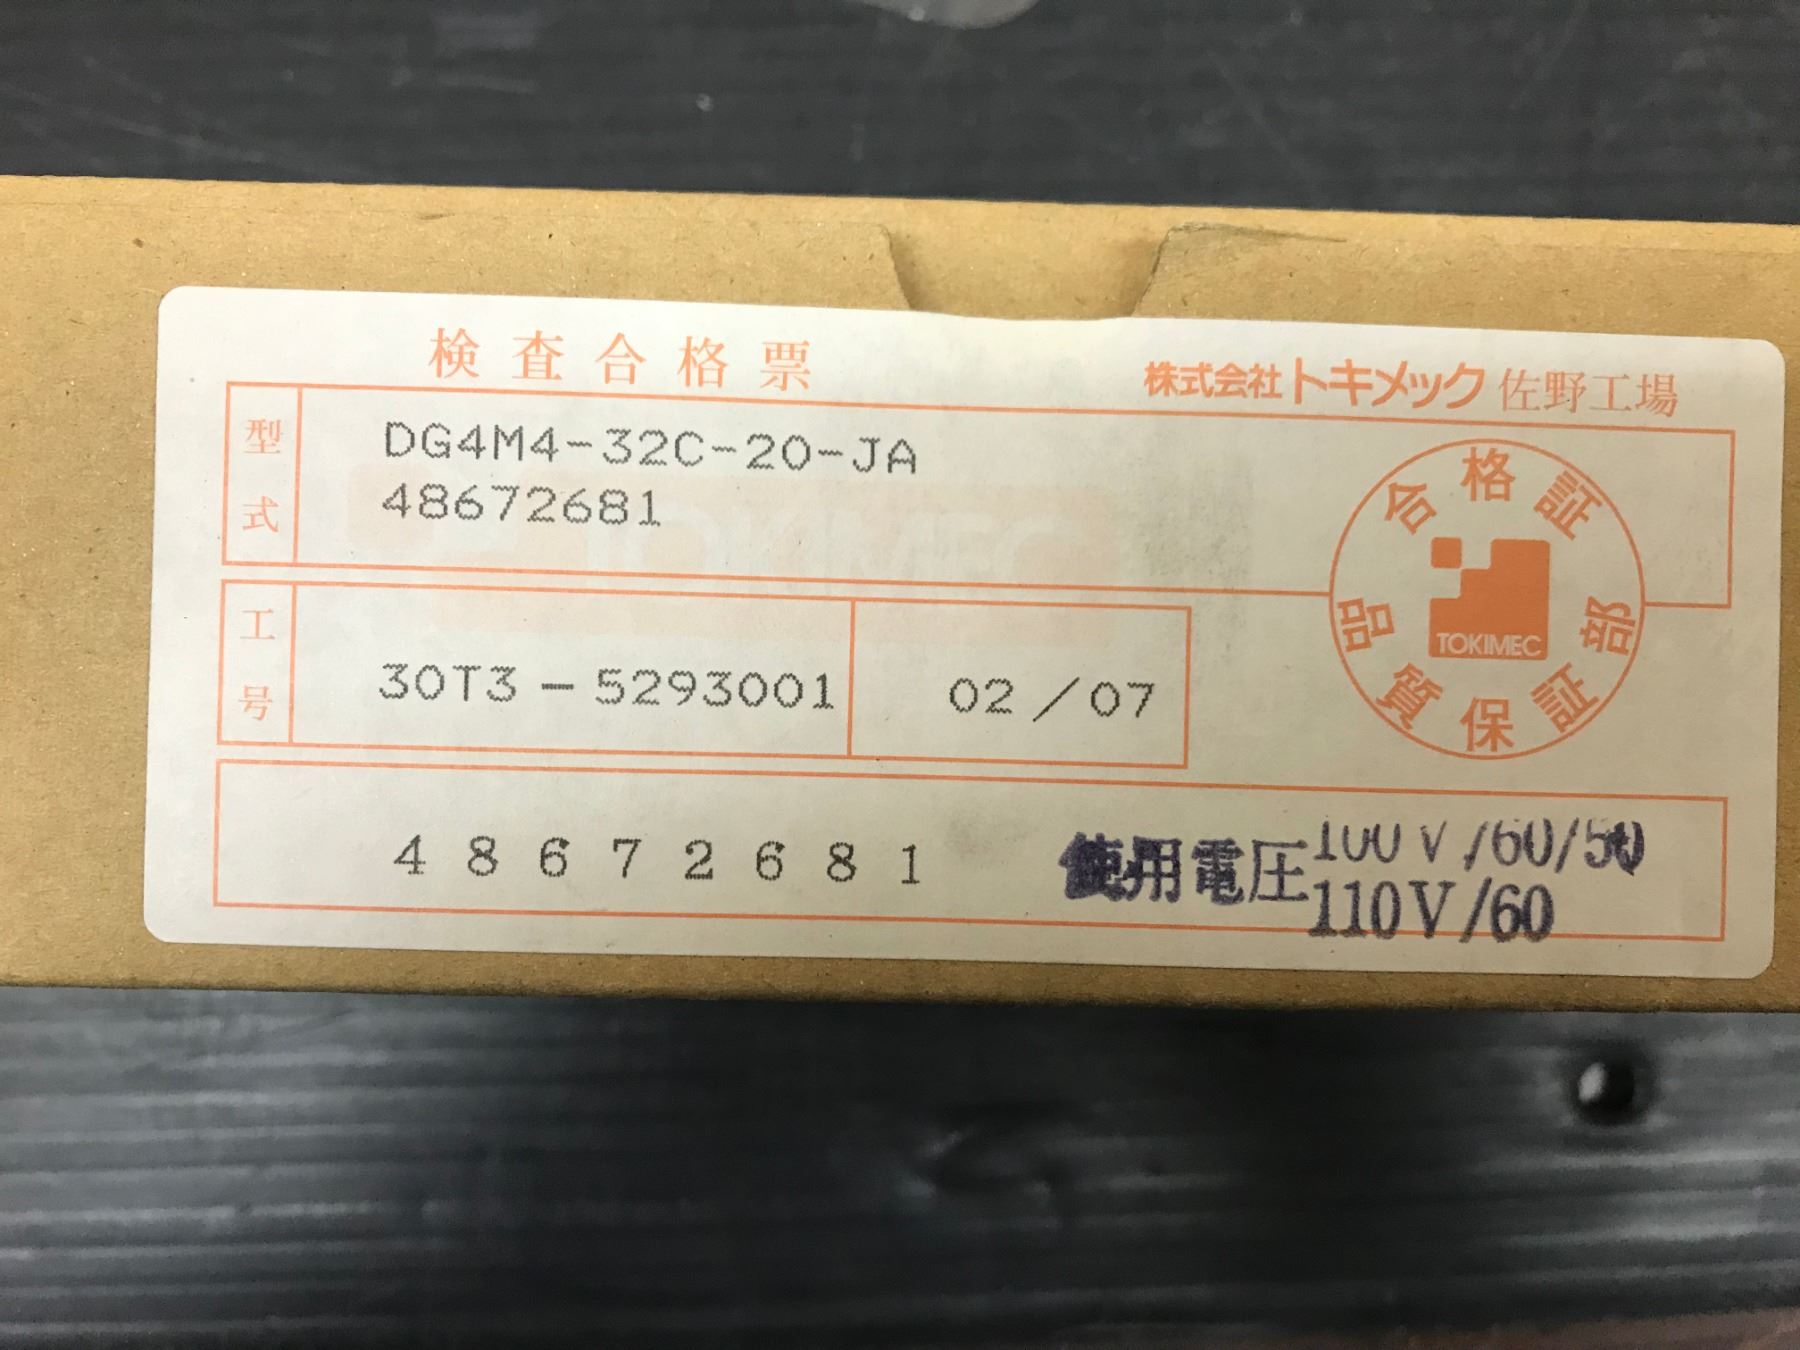 検査合格票
株式会社トキメック 佐野工場
型式
DG4M4-32C-20-JA
48672681
合格証
TOKIMEC
品質保証部
工号
30T3-5293001
02/07
48672681
使用電圧
100V/60/50
110V/60